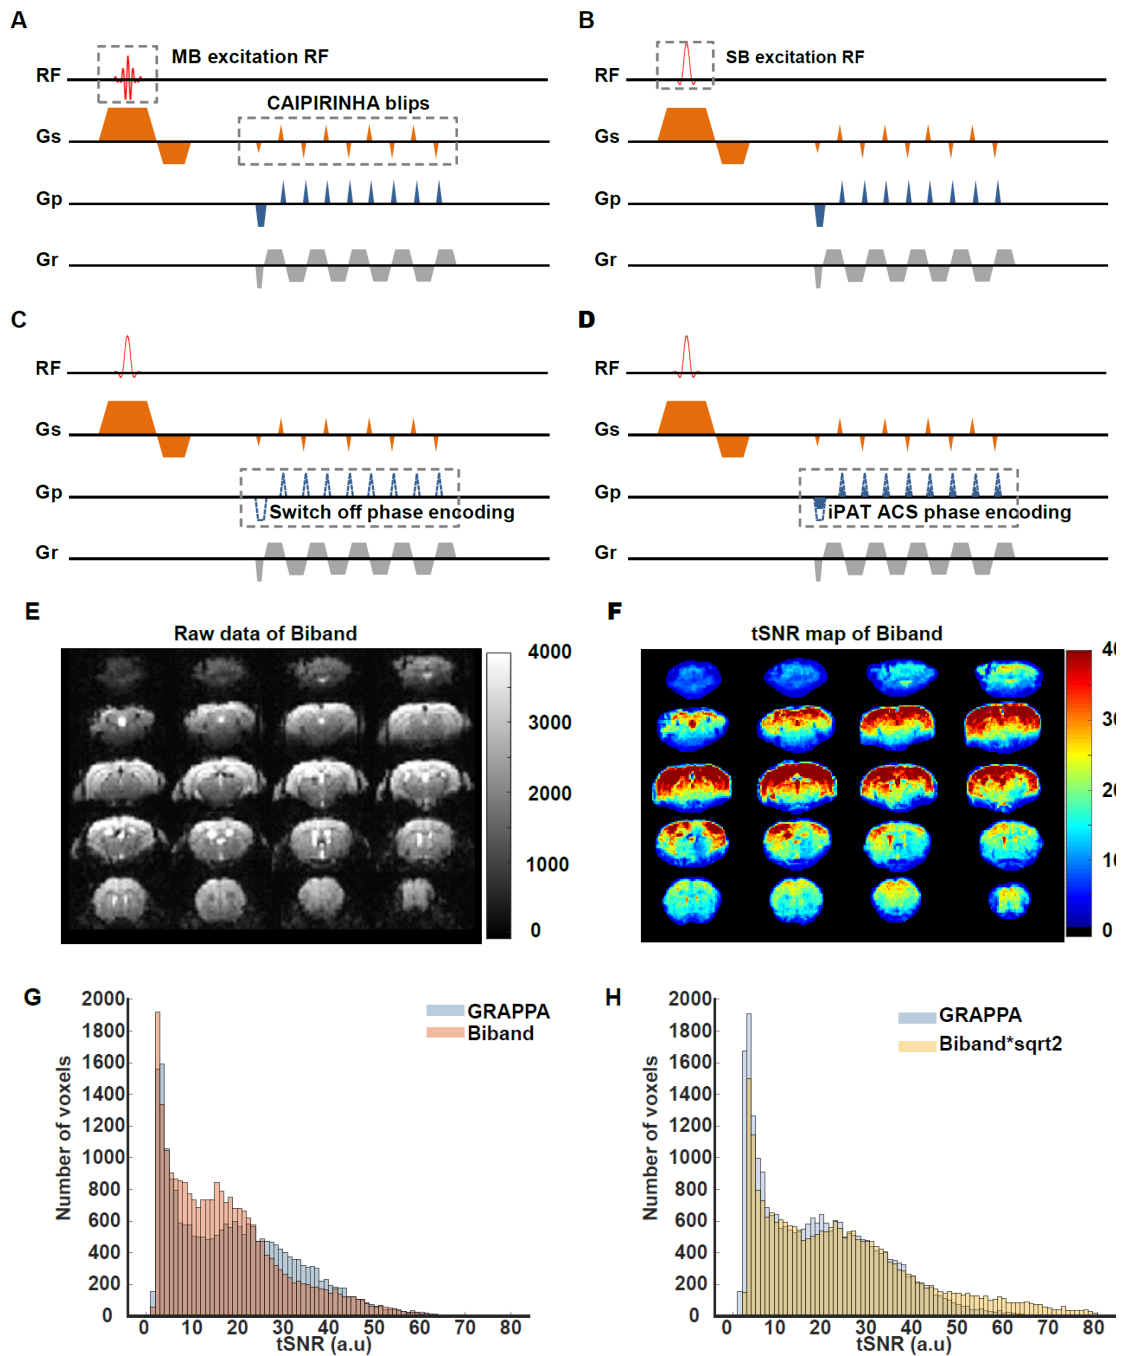 A
MB excitation RF
RF
CAIPIRINHA blips
Gs
Gp
Gr
B
SB excitation RF
RF
Gs
Gp
Gr
C
RF
Gs
Gp
Switch off phase encoding
Gr
D
RF
Gs
Gp
iPAT ACS phase encoding
Gr
E
Raw data of Biband
4000
3000
2000
1000
0
F
tSNR map of Biband
40
30
20
10
0
G
2000
1800
1600
1400
1200
1000
800
600
400
200
0
Number of voxels
GRAPPA
Biband
0 10 20 30 40 50 60 70 80
tSNR (a.u)
H
2000
1800
1600
1400
1200
1000
800
600
400
200
0
Number of voxels
GRAPPA
Biband*sqrt2
0 10 20 30 40 50 60 70 80
tSNR (a.u)